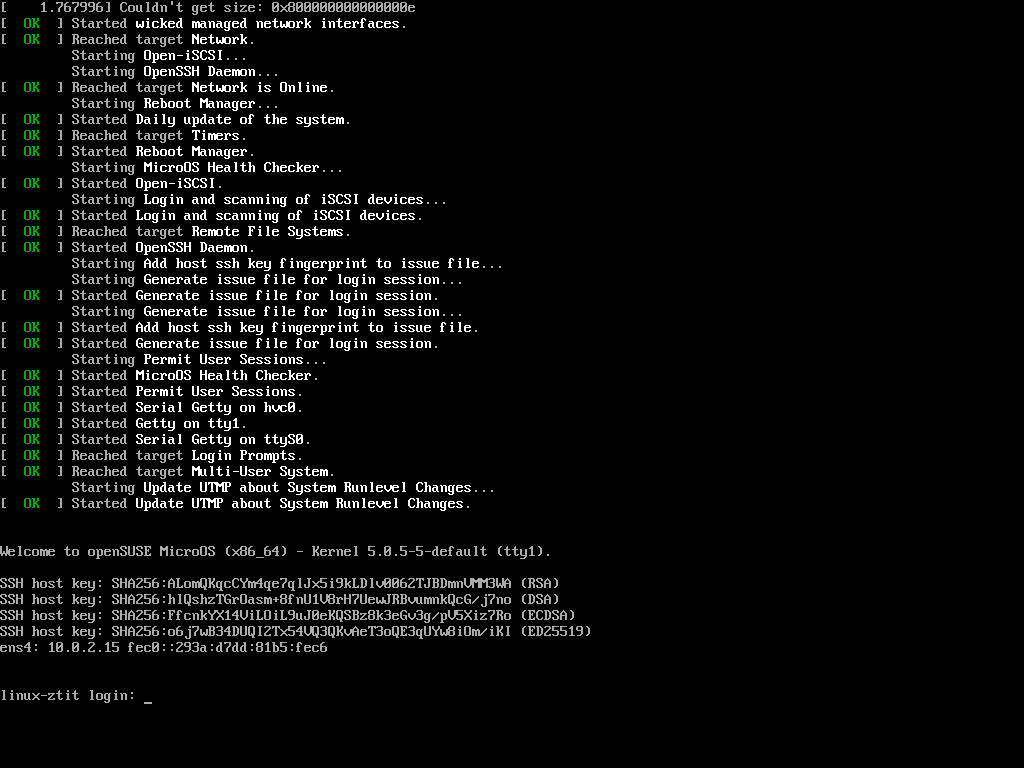 [    1.767996] Couldn't get size: 0x800000000000000e
[  OK  ] Started wicked managed network interfaces.
[  OK  ] Reached target Network.
         Starting Open-iSCSI...
         Starting OpenSSH Daemon...
[  OK  ] Reached target Network is Online.
         Starting Reboot Manager...
[  OK  ] Started Daily update of the system.
[  OK  ] Reached target Timers.
[  OK  ] Started Reboot Manager.
         Starting MicroOS Health Checker...
[  OK  ] Started Open-iSCSI.
         Starting Login and scanning of iSCSI devices...
[  OK  ] Started Login and scanning of iSCSI devices.
[  OK  ] Reached target Remote File Systems.
[  OK  ] Started OpenSSH Daemon.
         Starting Add host ssh key fingerprint to issue file...
         Starting Generate issue file for login session...
[  OK  ] Started Generate issue file for login session.
         Starting Generate issue file for login session...
[  OK  ] Started Add host ssh key fingerprint to issue file.
[  OK  ] Started Generate issue file for login session.
         Starting Permit User Sessions...
[  OK  ] Started MicroOS Health Checker.
[  OK  ] Started Permit User Sessions.
[  OK  ] Started Serial Getty on hvc0.
[  OK  ] Started Getty on tty1.
[  OK  ] Started Serial Getty on ttyS0.
[  OK  ] Reached target Login Prompts.
[  OK  ] Reached target Multi-User System.
         Starting Update UTMP about System Runlevel Changes...
[  OK  ] Started Update UTMP about System Runlevel Changes.
Welcome to openSUSE MicroOS (x86_64) - Kernel 5.0.5-5-default (tty1).
SSH host key: SHA256:ALomQKqcCYm4qe7qlJx5i9kLDlv0062TJBDmnVMM3WA (RSA)
SSH host key: SHA256:hlQshzTGrOasm+8fnU1V8rH7UewJRBvumnkQcG/j7no (DSA)
SSH host key: SHA256:FfcnkYX14ViLOiL9uJ0eKQSBz8k3eGv3g/pV5Xiz7Ro (ECDSA)
SSH host key: SHA256:o6j7wB34DUQI2Tx54VQ3QKvAeT3oQE3qUYw8iOm/iKI (ED25519)
ens4: 10.0.2.15 fec0::293a:d7dd:81b5:fec6
linux-ztit login: _